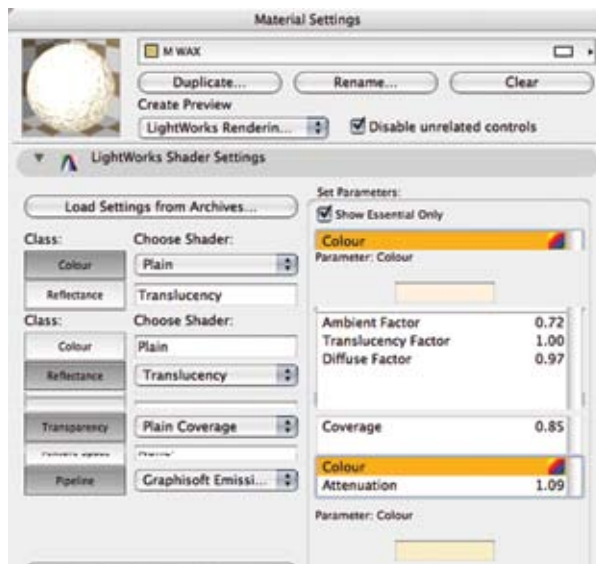 Material Settings
M WAX
Duplicate...
Rename...
Clear
Create Preview
LightWorks Renderin...
Disable unrelated controls
LightWorks Shader Settings
Load Settings from Archives...
Set Parameters:
Show Essential Only
Class:
Choose Shader:
Colour
Colour
Plain
Parameter: Colour
Reflectance
Translucency
Class:
Choose Shader:
Colour
Plain
Ambient Factor 0.72
Translucency Factor 1.00
Diffuse Factor 0.97
Reflectance
Translucency
Transparency
Plain Coverage
Coverage 0.85
Colour
Pipeline
Graphisoft Emissi...
Attenuation 1.09
Parameter: Colour